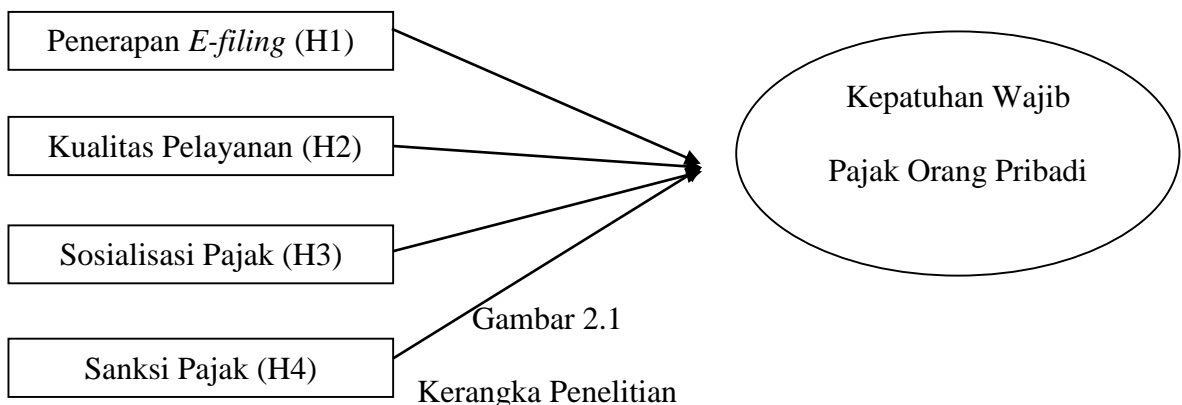 Penerapan E-filing (H1)
Kualitas Pelayanan (H2)
Sosialisasi Pajak (H3)
Sanksi Pajak (H4)
Kepatuhan Wajib
Pajak Orang Pribadi
Gambar 2.1
Kerangka Penelitian